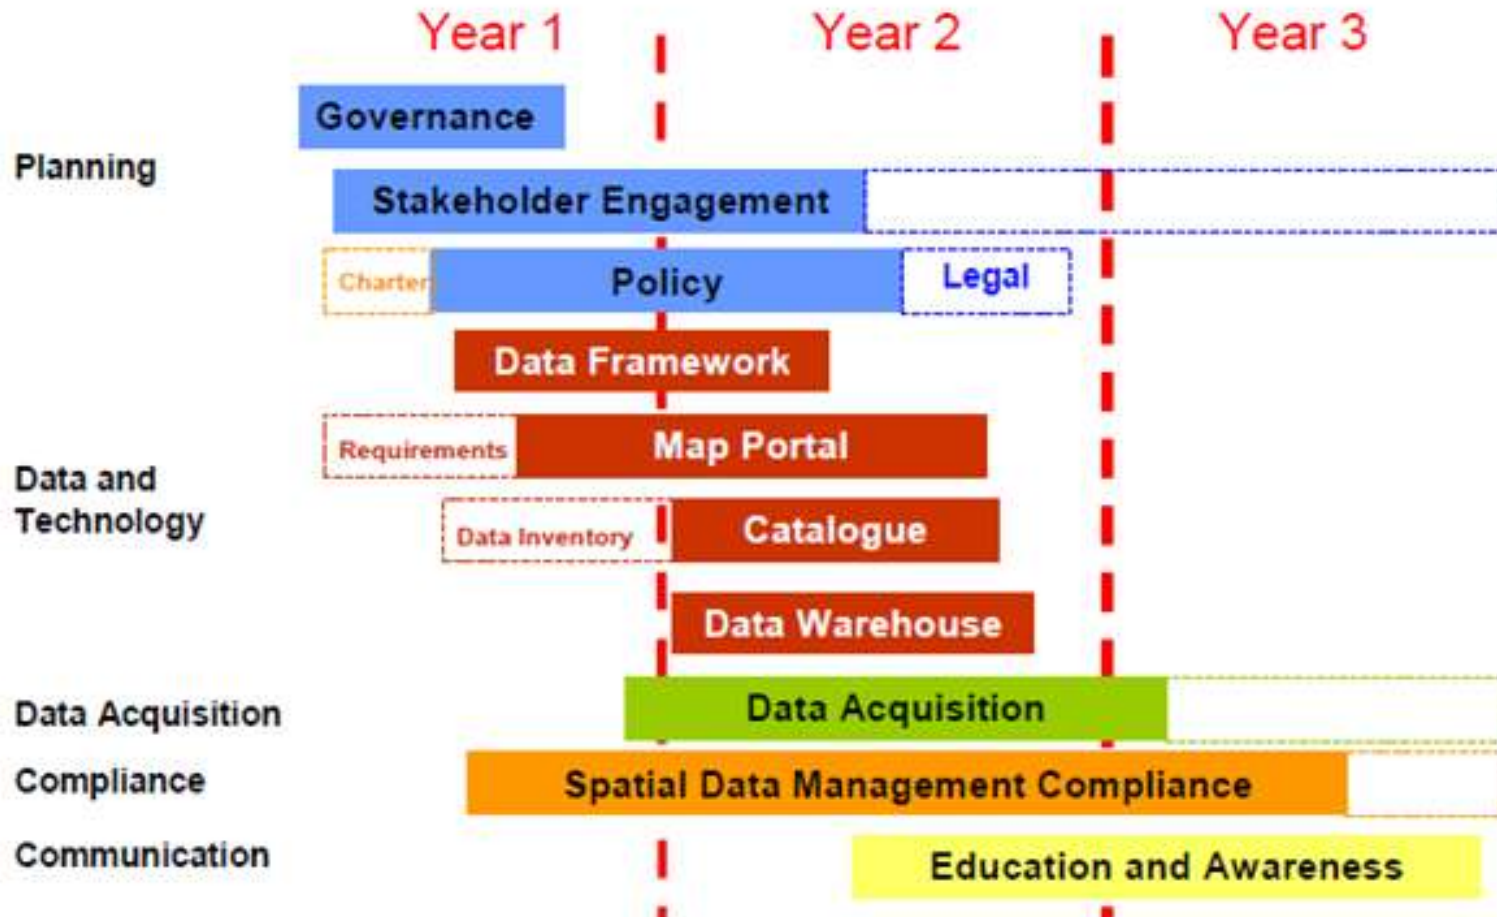 Year 1 Year 2 Year 3
Governance
Planning
Stakeholder Engagement
Charter Policy Legal
Data Framework
Requirements Map Portal
Data and
Technology
Data Inventory Catalogue
Data Warehouse
Data Acquisition Data Acquisition
Compliance Spatial Data Management Compliance
Communication Education and Awareness